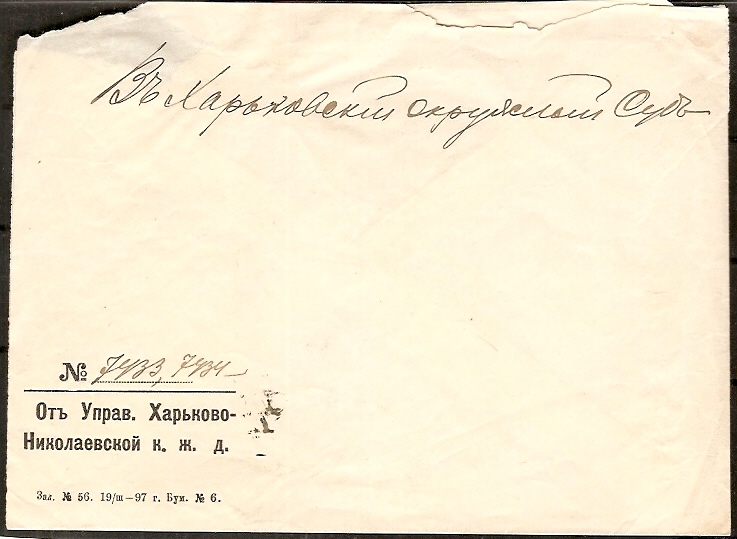 Въ Харьковскій окружный Судъ
№ 7433, 7434
Отъ Управ. Харьково-
Николаевской к. ж. д.
Зал. № 56. 19/III—97 г. Бум. № 6.